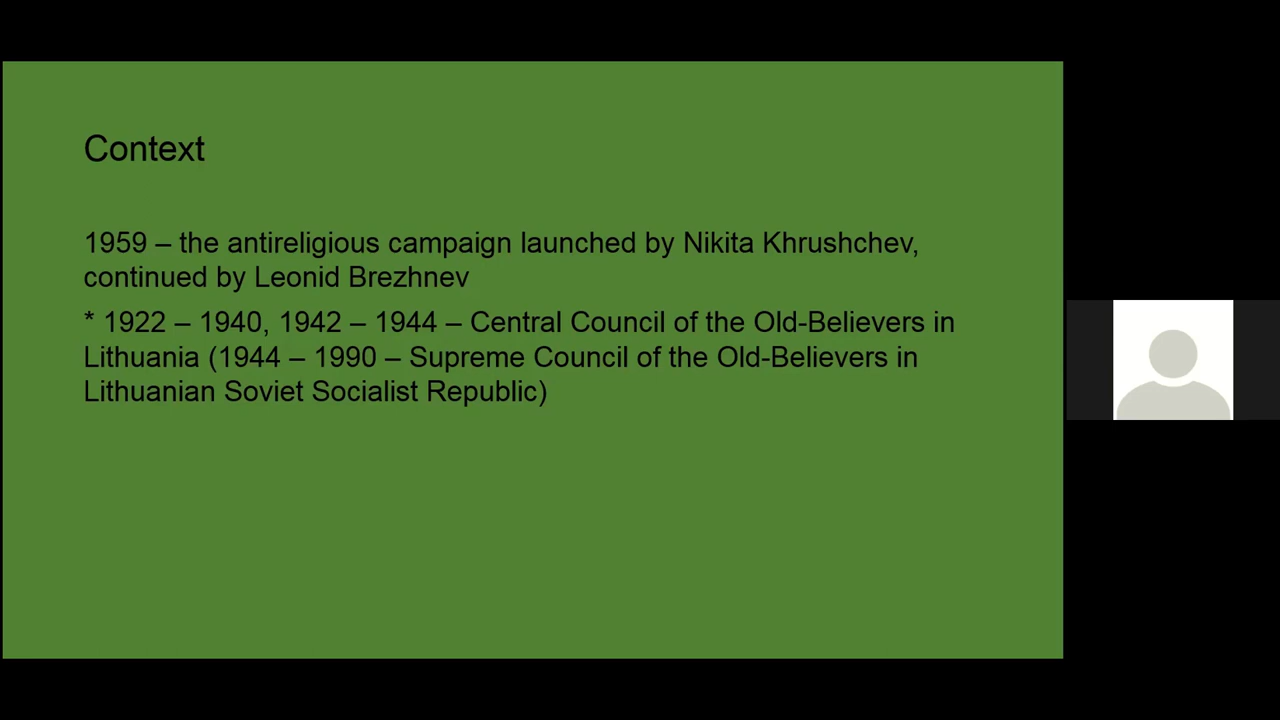 Context
1959 – the antireligious campaign launched by Nikita Khrushchev,
continued by Leonid Brezhnev
* 1922 – 1940, 1942 – 1944 – Central Council of the Old-Believers in
Lithuania (1944 – 1990 – Supreme Council of the Old-Believers in
Lithuanian Soviet Socialist Republic)